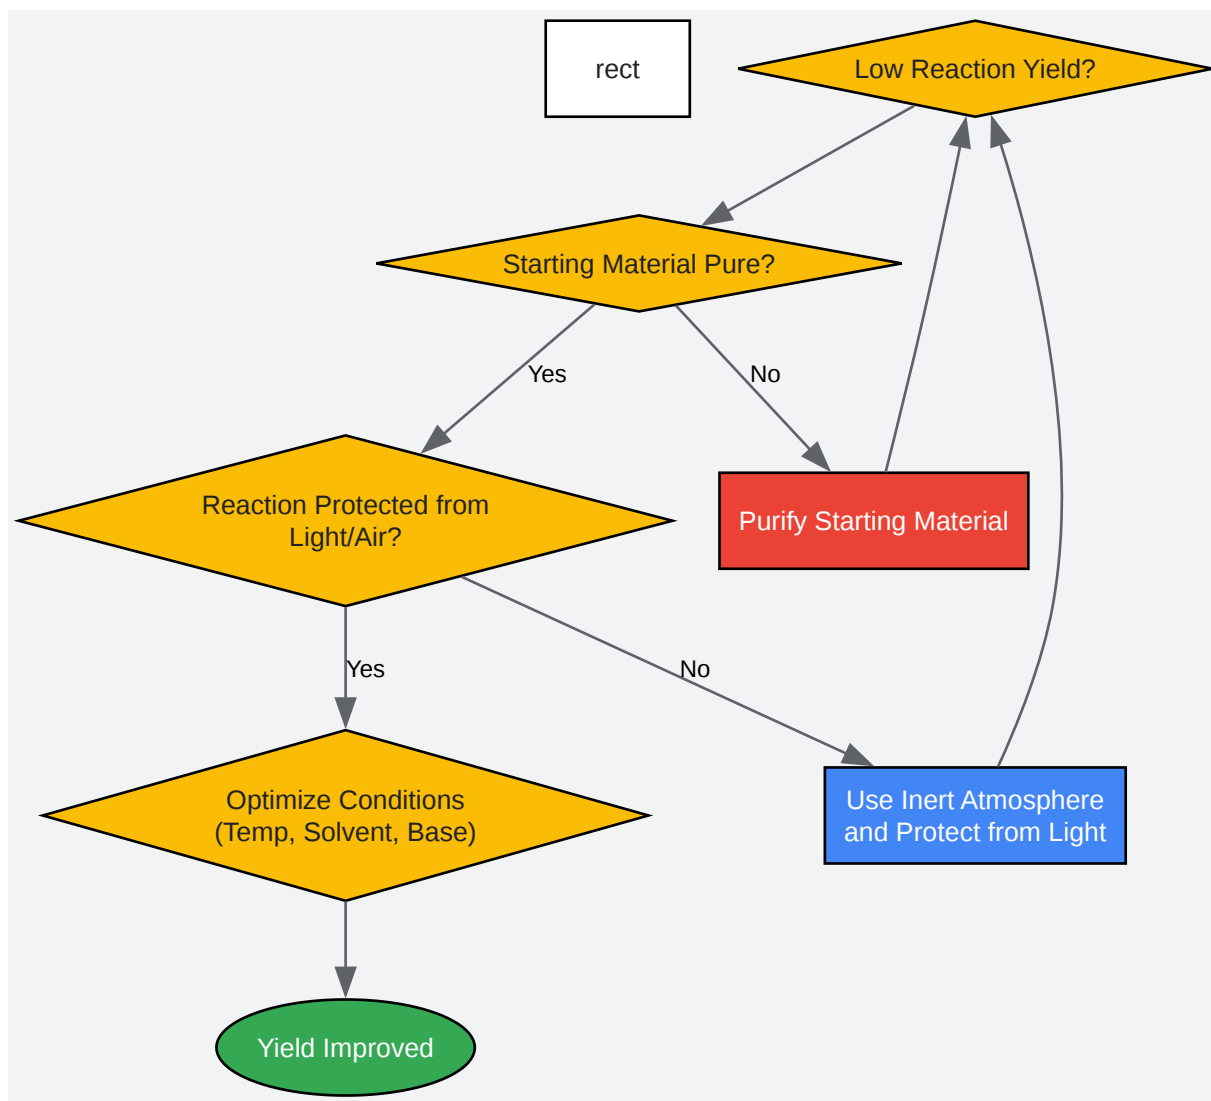 rect
Low Reaction Yield?
Starting Material Pure?
Yes
No
Reaction Protected from
Light/Air?
Purify Starting Material
Yes
No
Optimize Conditions
(Temp, Solvent, Base)
Use Inert Atmosphere
and Protect from Light
Yield Improved